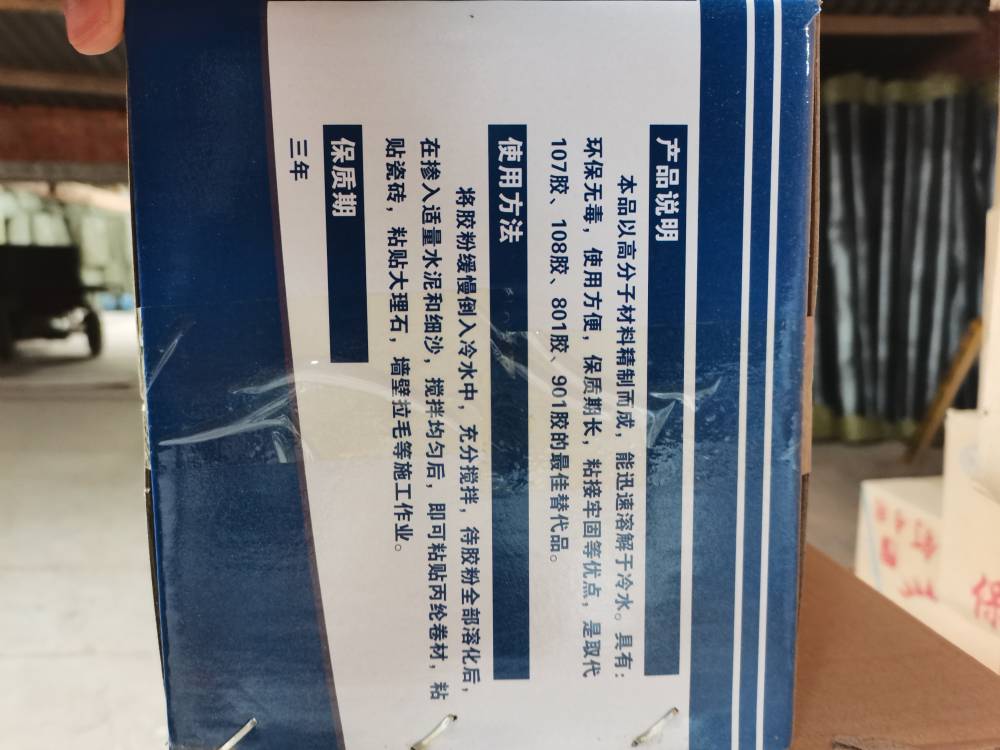 产品说明
本品以高分子材料精制而成，能迅速溶解于冷水。具有：
环保无毒，使用方便，保质期长，粘接牢固等优点，是取代
107胶、108胶、801胶、901胶的最佳替代品。
使用方法
将胶粉缓慢倒入冷水中，充分搅拌，待胶粉全部溶化后，
在掺入适量水泥和细沙，搅拌均匀后，即可粘贴丙纶卷材，粘
贴瓷砖，粘贴大理石，墙壁拉毛等施工作业。
保质期
三年